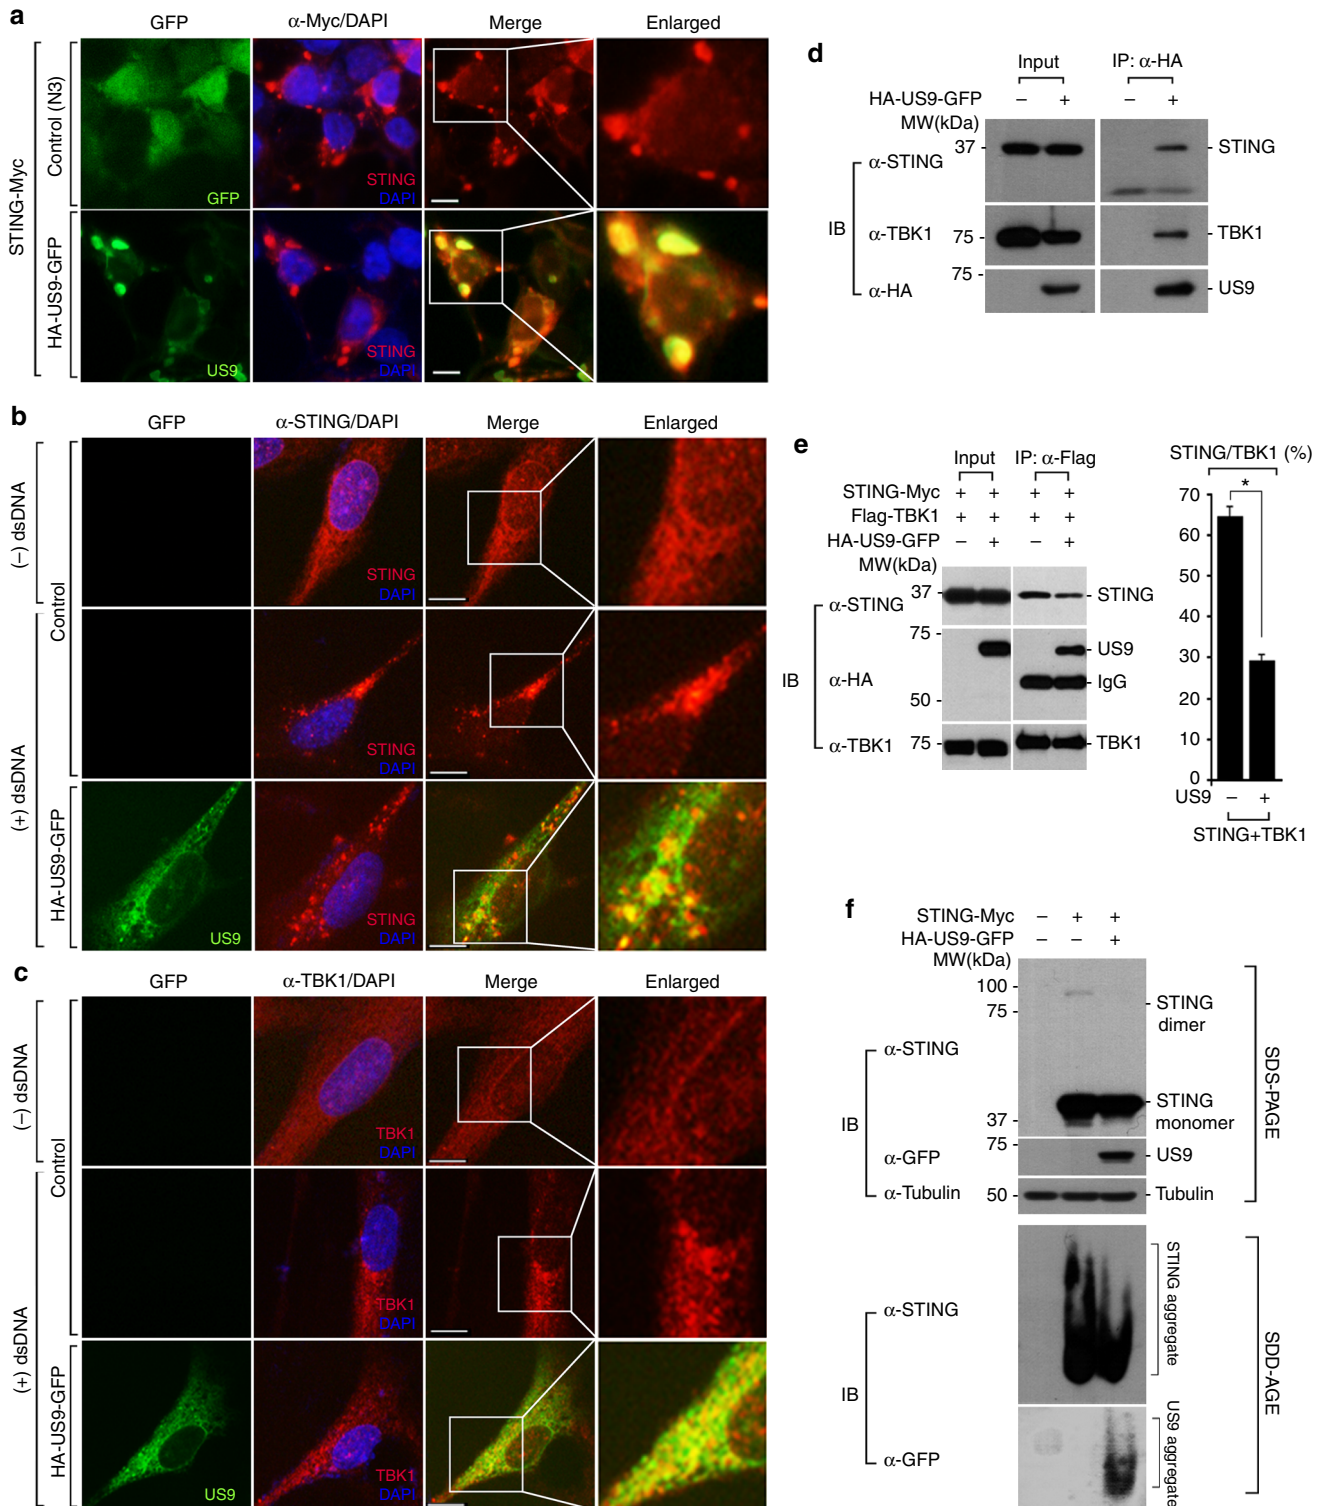 a
GFP
α-Myc/DAPI
Merge
Enlarged
STING-Myc
Control (N3)
GFP
STING
DAPI
HA-US9-GFP
US9
STING
DAPI
b
GFP
α-STING/DAPI
Merge
Enlarged
(–) dsDNA
Control
STING
DAPI
(+) dsDNA
STING
DAPI
HA-US9-GFP
US9
STING
DAPI
c
GFP
α-TBK1/DAPI
Merge
Enlarged
(–) dsDNA
Control
TBK1
DAPI
(+) dsDNA
TBK1
DAPI
HA-US9-GFP
US9
TBK1
DAPI
d
Input
IP: α-HA
HA-US9-GFP – + – +
MW(kDa)
IB
α-STING
37
STING
α-TBK1
75
TBK1
75
α-HA
US9
e
Input
IP: α-Flag
STING-Myc + + + +
Flag-TBK1 + + + +
HA-US9-GFP – + – +
MW(kDa)
IB
37
α-STING
STING
75
US9
α-HA
IgG
50
α-TBK1
75
TBK1
STING/TBK1 (%)
*
70
60
50
40
30
20
10
0
US9 – +
STING+TBK1
f
STING-Myc – + +
HA-US9-GFP – – +
MW(kDa)
100
75
STING
dimer
α-STING
IB
STING
monomer
37
75
α-GFP
US9
α-Tubulin
50
Tubulin
SDS-PAGE
α-STING
STING aggregate
IB
α-GFP
US9 aggregate
SDD-AGE